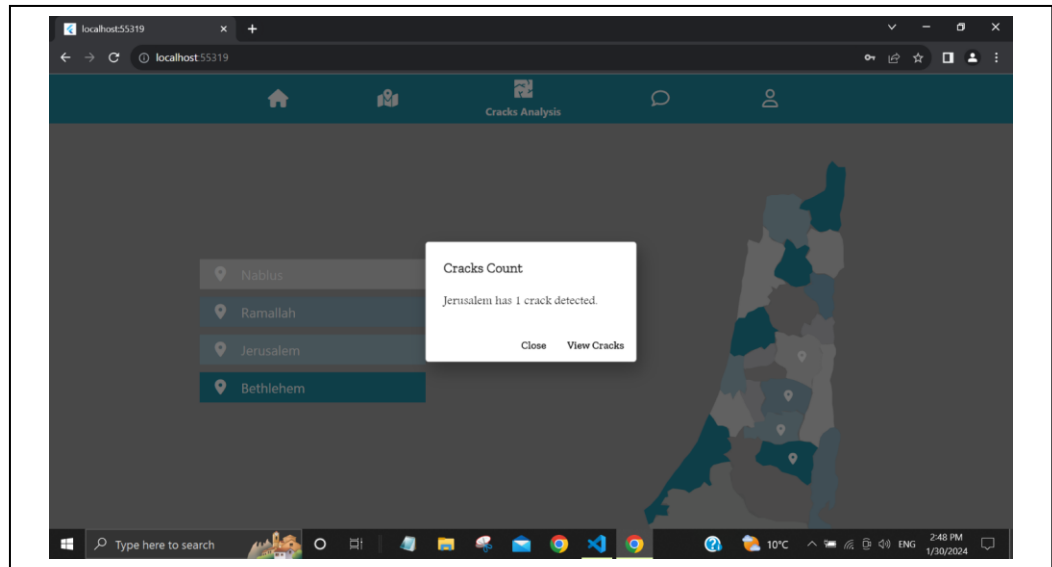 localhost:55319
localhost:55319
Cracks Analysis
Nablus
Ramallah
Jerusalem
Bethlehem
Cracks Count
Jerusalem has 1 crack detected.
Close View Cracks
Type here to search
10°C
ENG
2:48 PM
1/30/2024